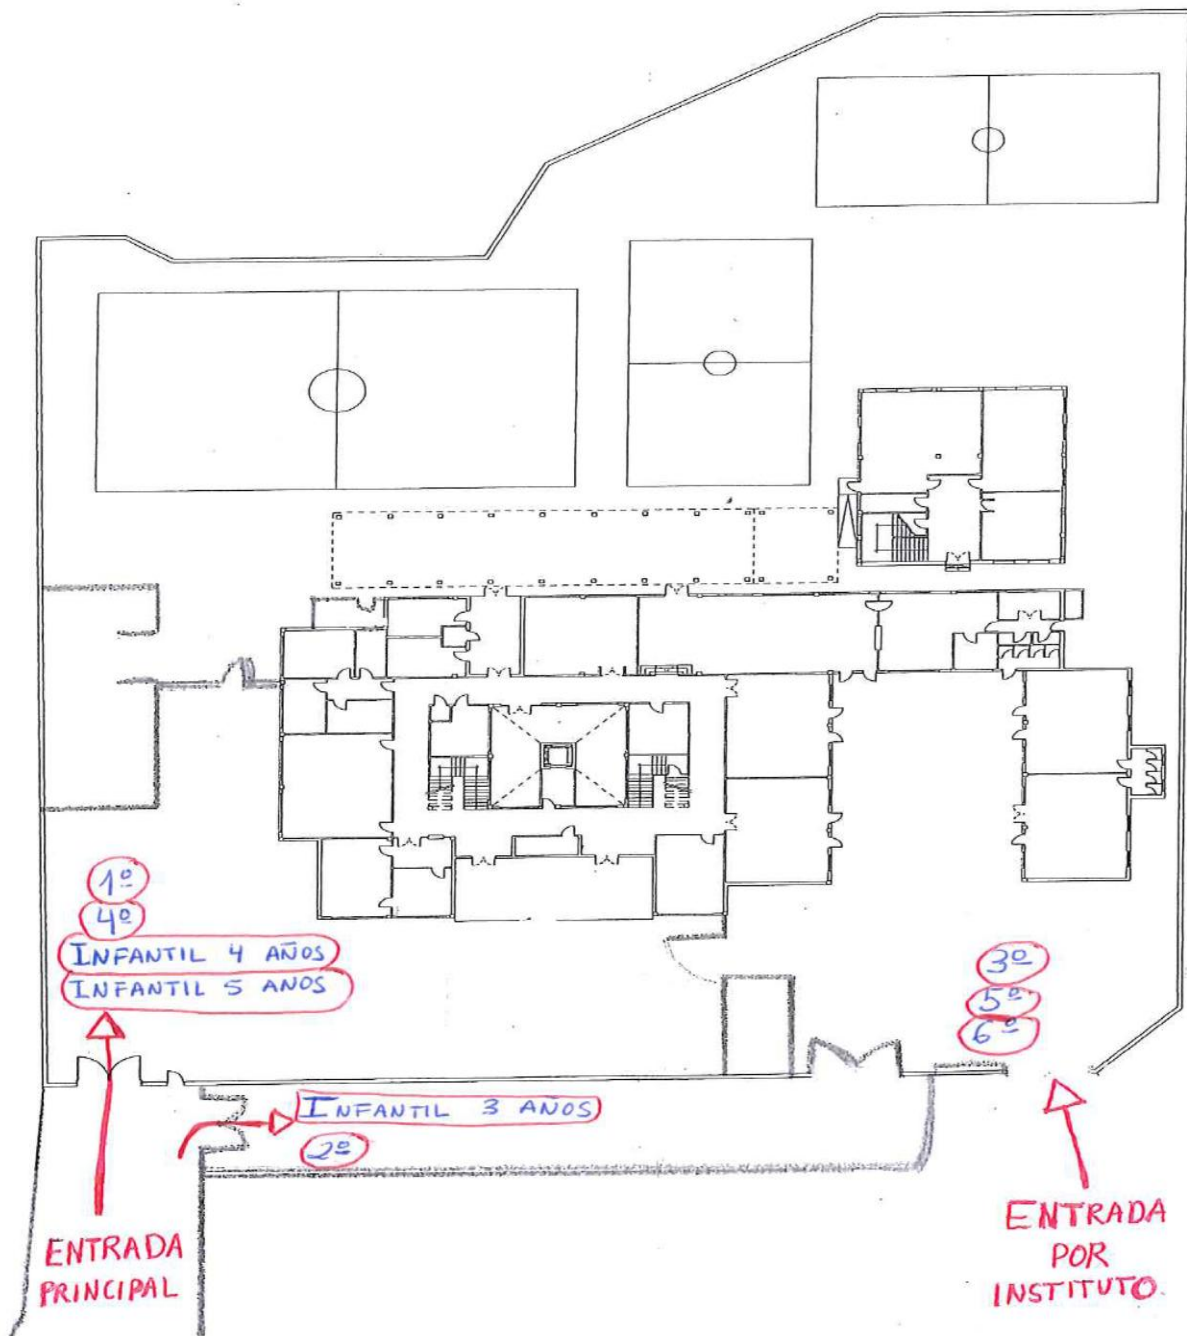 1º
4º
INFANTIL 4 AÑOS
INFANTIL 5 AÑOS
3º
5º
6º
INFANTIL 3 AÑOS
2º
ENTRADA
PRINCIPAL
ENTRADA
POR
INSTITUTO.